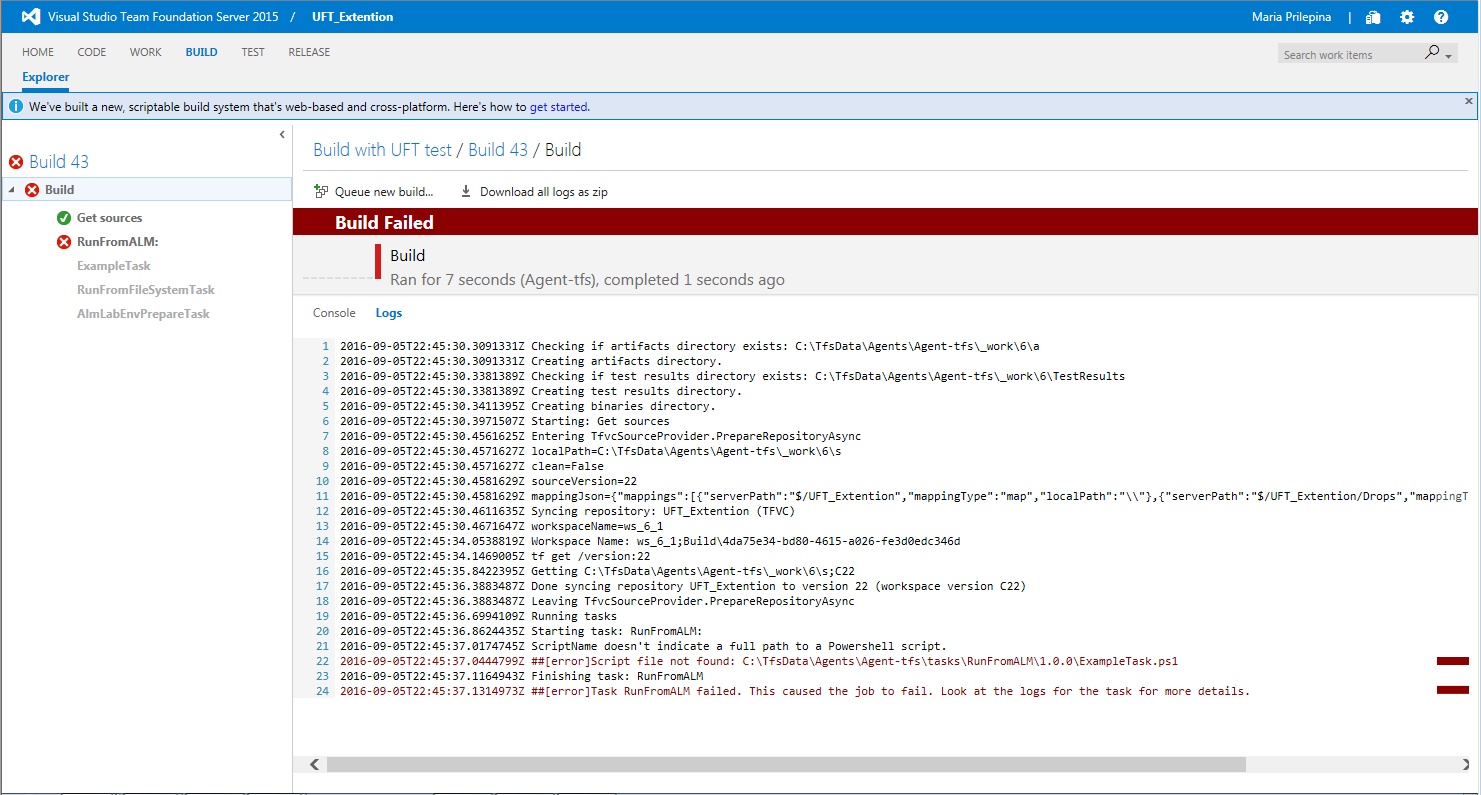 Visual Studio Team Foundation Server 2015 / UFT_Extention Maria Prilepina |
HOME CODE WORK BUILD TEST RELEASE
Search work items
Explorer
We've built a new, scriptable build system that's web-based and cross-platform. Here's how to get started.
Build 43
Build
Get sources
RunFromALM:
ExampleTask
RunFromFileSystemTask
AlmLabEnvPrepareTask
Build with UFT test / Build 43 / Build
Queue new build... Download all logs as zip
Build Failed
Build
Ran for 7 seconds (Agent-tfs), completed 1 seconds ago
Console Logs
1 2016-09-05T22:45:30.3091331Z Checking if artifacts directory exists: C:\TfsData\Agents\Agent-tfs\_work\6\a
2 2016-09-05T22:45:30.3091331Z Creating artifacts directory.
3 2016-09-05T22:45:30.3381389Z Checking if test results directory exists: C:\TfsData\Agents\Agent-tfs\_work\6\TestResults
4 2016-09-05T22:45:30.3381389Z Creating test results directory.
5 2016-09-05T22:45:30.3411395Z Creating binaries directory.
6 2016-09-05T22:45:30.3971507Z Starting: Get sources
7 2016-09-05T22:45:30.4561625Z Entering TfvcSourceProvider.PrepareRepositoryAsync
8 2016-09-05T22:45:30.4571627Z localPath=C:\TfsData\Agents\Agent-tfs\_work\6\s
9 2016-09-05T22:45:30.4571627Z clean=False
10 2016-09-05T22:45:30.4581629Z sourceVersion=22
11 2016-09-05T22:45:30.4581629Z mappingJson={"mappings":[{"serverPath":"$/UFT_Extention","mappingType":"map","localPath":"\\"},{"serverPath":"$/UFT_Extention/Drops","mappingT
12 2016-09-05T22:45:30.4611635Z Syncing repository: UFT_Extention (TFVC)
13 2016-09-05T22:45:30.4671647Z workspaceName=ws_6_1
14 2016-09-05T22:45:34.0538819Z Workspace Name: ws_6_1;Build\4da75e34-bd80-4615-a026-fe3d0edc346d
15 2016-09-05T22:45:34.1469005Z tf get /version:22
16 2016-09-05T22:45:35.8422395Z Getting C:\TfsData\Agents\Agent-tfs\_work\6\s;C22
17 2016-09-05T22:45:36.3883487Z Done syncing repository UFT_Extention to version 22 (workspace version C22)
18 2016-09-05T22:45:36.3883487Z Leaving TfvcSourceProvider.PrepareRepositoryAsync
19 2016-09-05T22:45:36.6994109Z Running tasks
20 2016-09-05T22:45:36.8624435Z Starting task: RunFromALM:
21 2016-09-05T22:45:37.0174745Z ScriptName doesn't indicate a full path to a Powershell script.
22 2016-09-05T22:45:37.0444799Z ##[error]Script file not found: C:\TfsData\Agents\Agent-tfs\tasks\RunFromALM\1.0.0\ExampleTask.ps1
23 2016-09-05T22:45:37.1164943Z Finishing task: RunFromALM
24 2016-09-05T22:45:37.1314973Z ##[error]Task RunFromALM failed. This caused the job to fail. Look at the logs for the task for more details.